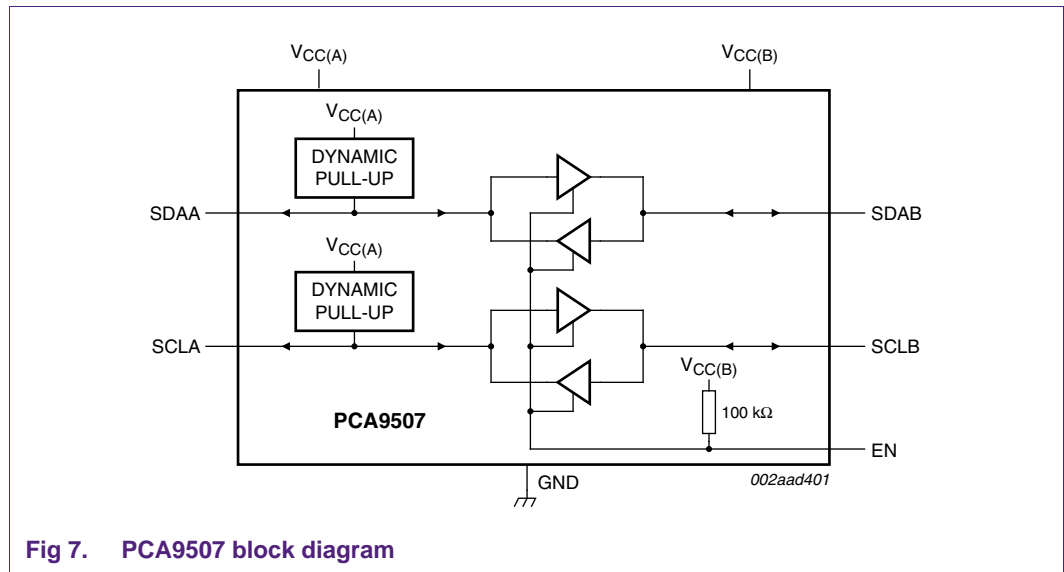 VCC(A) VCC(B)
VCC(A)
DYNAMIC
PULL-UP
SDAA SDAB
VCC(A)
DYNAMIC
PULL-UP
SCLA SCLB
VCC(B)
100 kΩ
PCA9507
EN
GND
002aad401
Fig 7. PCA9507 block diagram